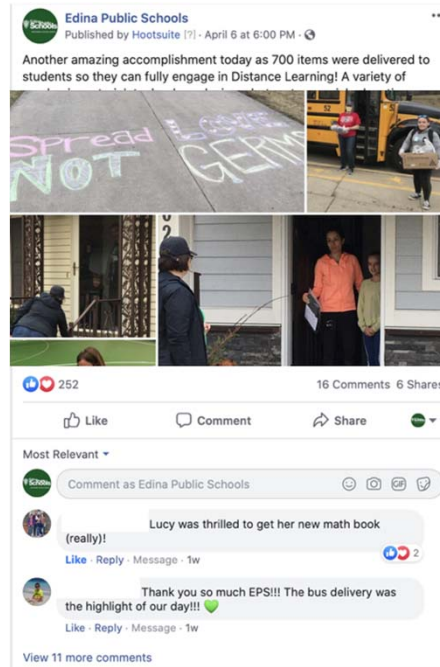 Edina Public Schools
Published by Hootsuite [?] · April 6 at 6:00 PM ·
Another amazing accomplishment today as 700 items were delivered to
students so they can fully engage in Distance Learning! A variety of
Spread LOVE
NOT GERMS
252
16 Comments 6 Shares
Like
Comment
Share
Most Relevant
Comment as Edina Public Schools
GIF
Lucy was thrilled to get her new math book
(really)!
2
Like · Reply · Message · 1w
Thank you so much EPS!!! The bus delivery was
the highlight of our day!!!
Like · Reply · Message · 1w
View 11 more comments